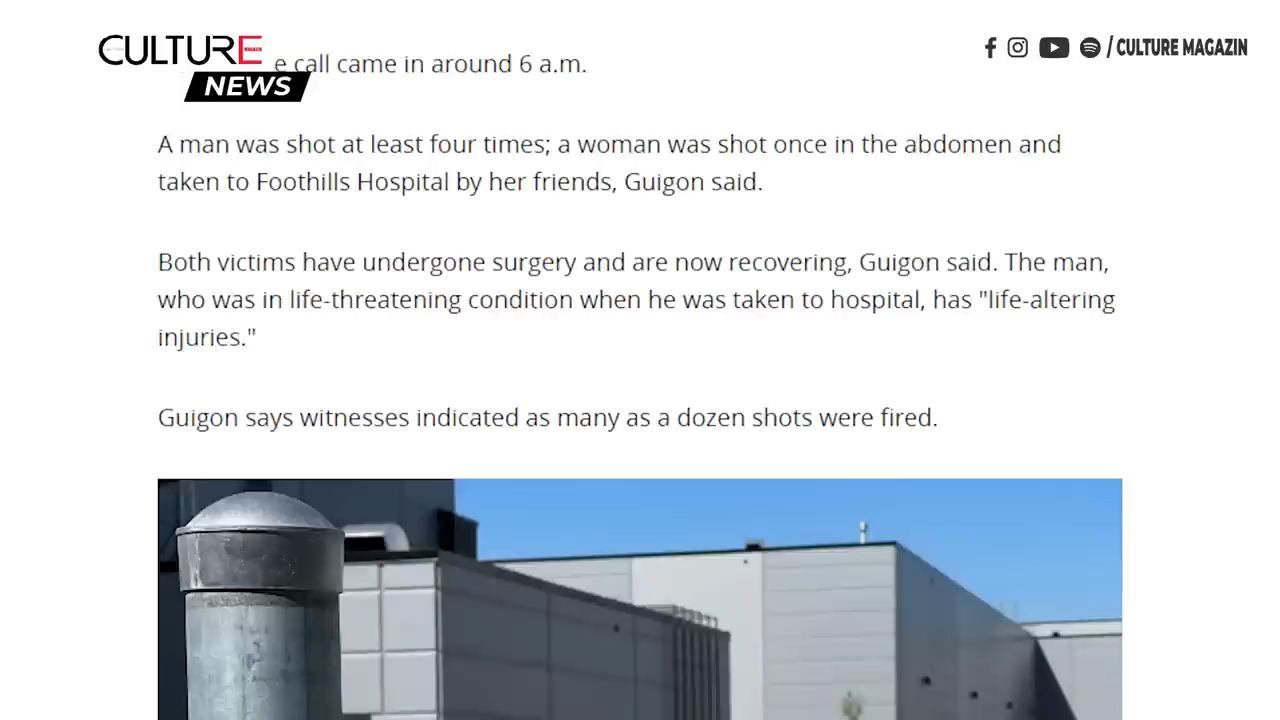 CULTURE
NEWS
/ CULTURE MAGAZIN
e call came in around 6 a.m.
A man was shot at least four times; a woman was shot once in the abdomen and
taken to Foothills Hospital by her friends, Guigon said.
Both victims have undergone surgery and are now recovering, Guigon said. The man,
who was in life-threatening condition when he was taken to hospital, has "life-altering
injuries."
Guigon says witnesses indicated as many as a dozen shots were fired.